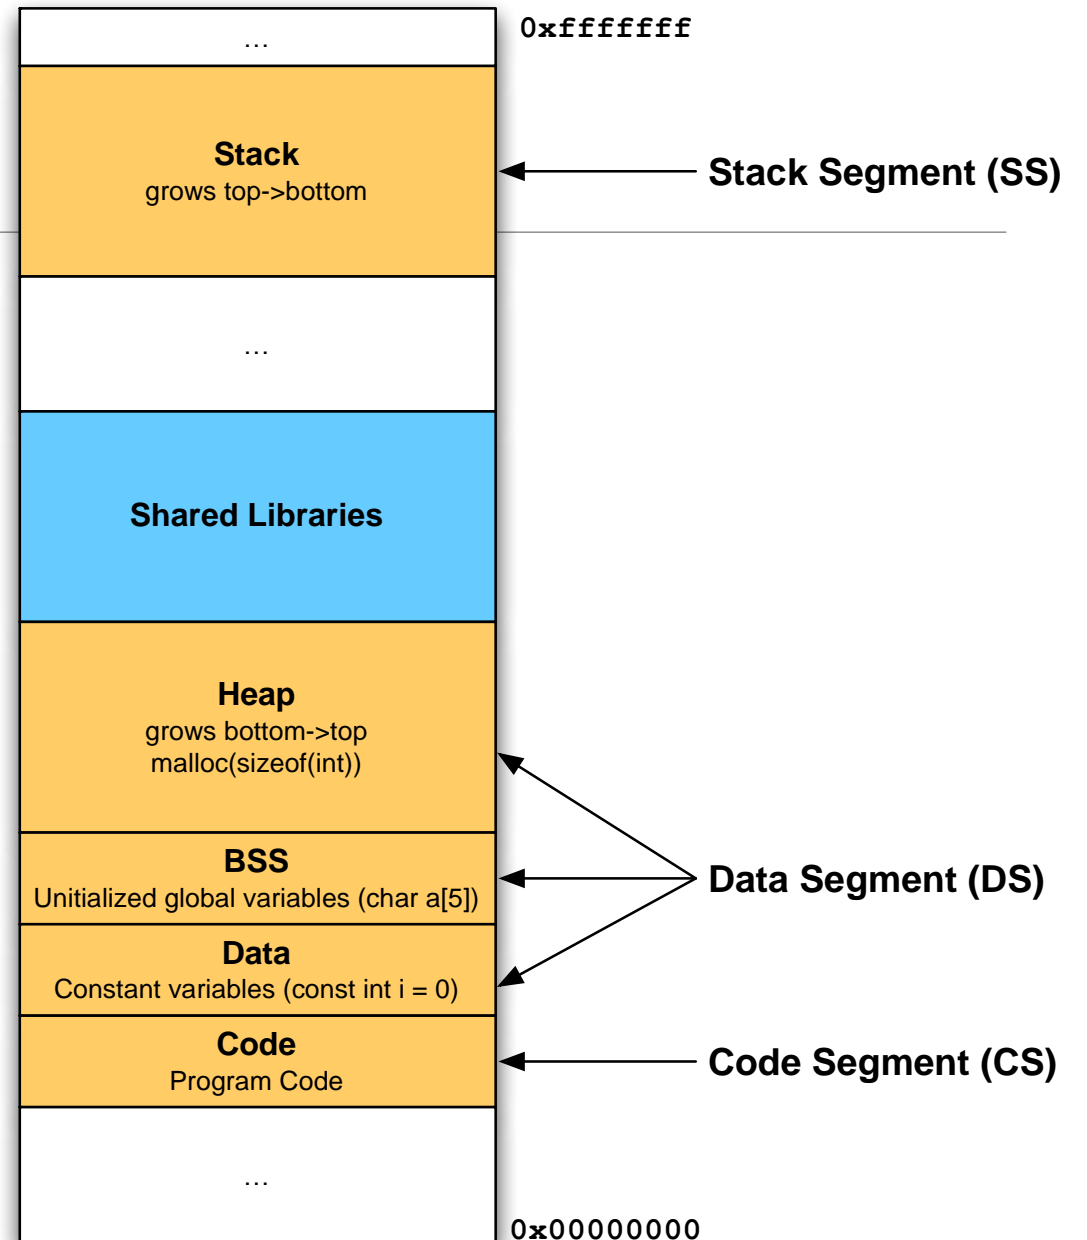 0xfffffff
…
Stack
grows top->bottom
Stack Segment (SS)
…
Shared Libraries
Heap
grows bottom->top
malloc(sizeof(int))
BSS
Unitialized global variables (char a[5])
Data Segment (DS)
Data
Constant variables (const int i = 0)
Code
Program Code
Code Segment (CS)
…
0x00000000